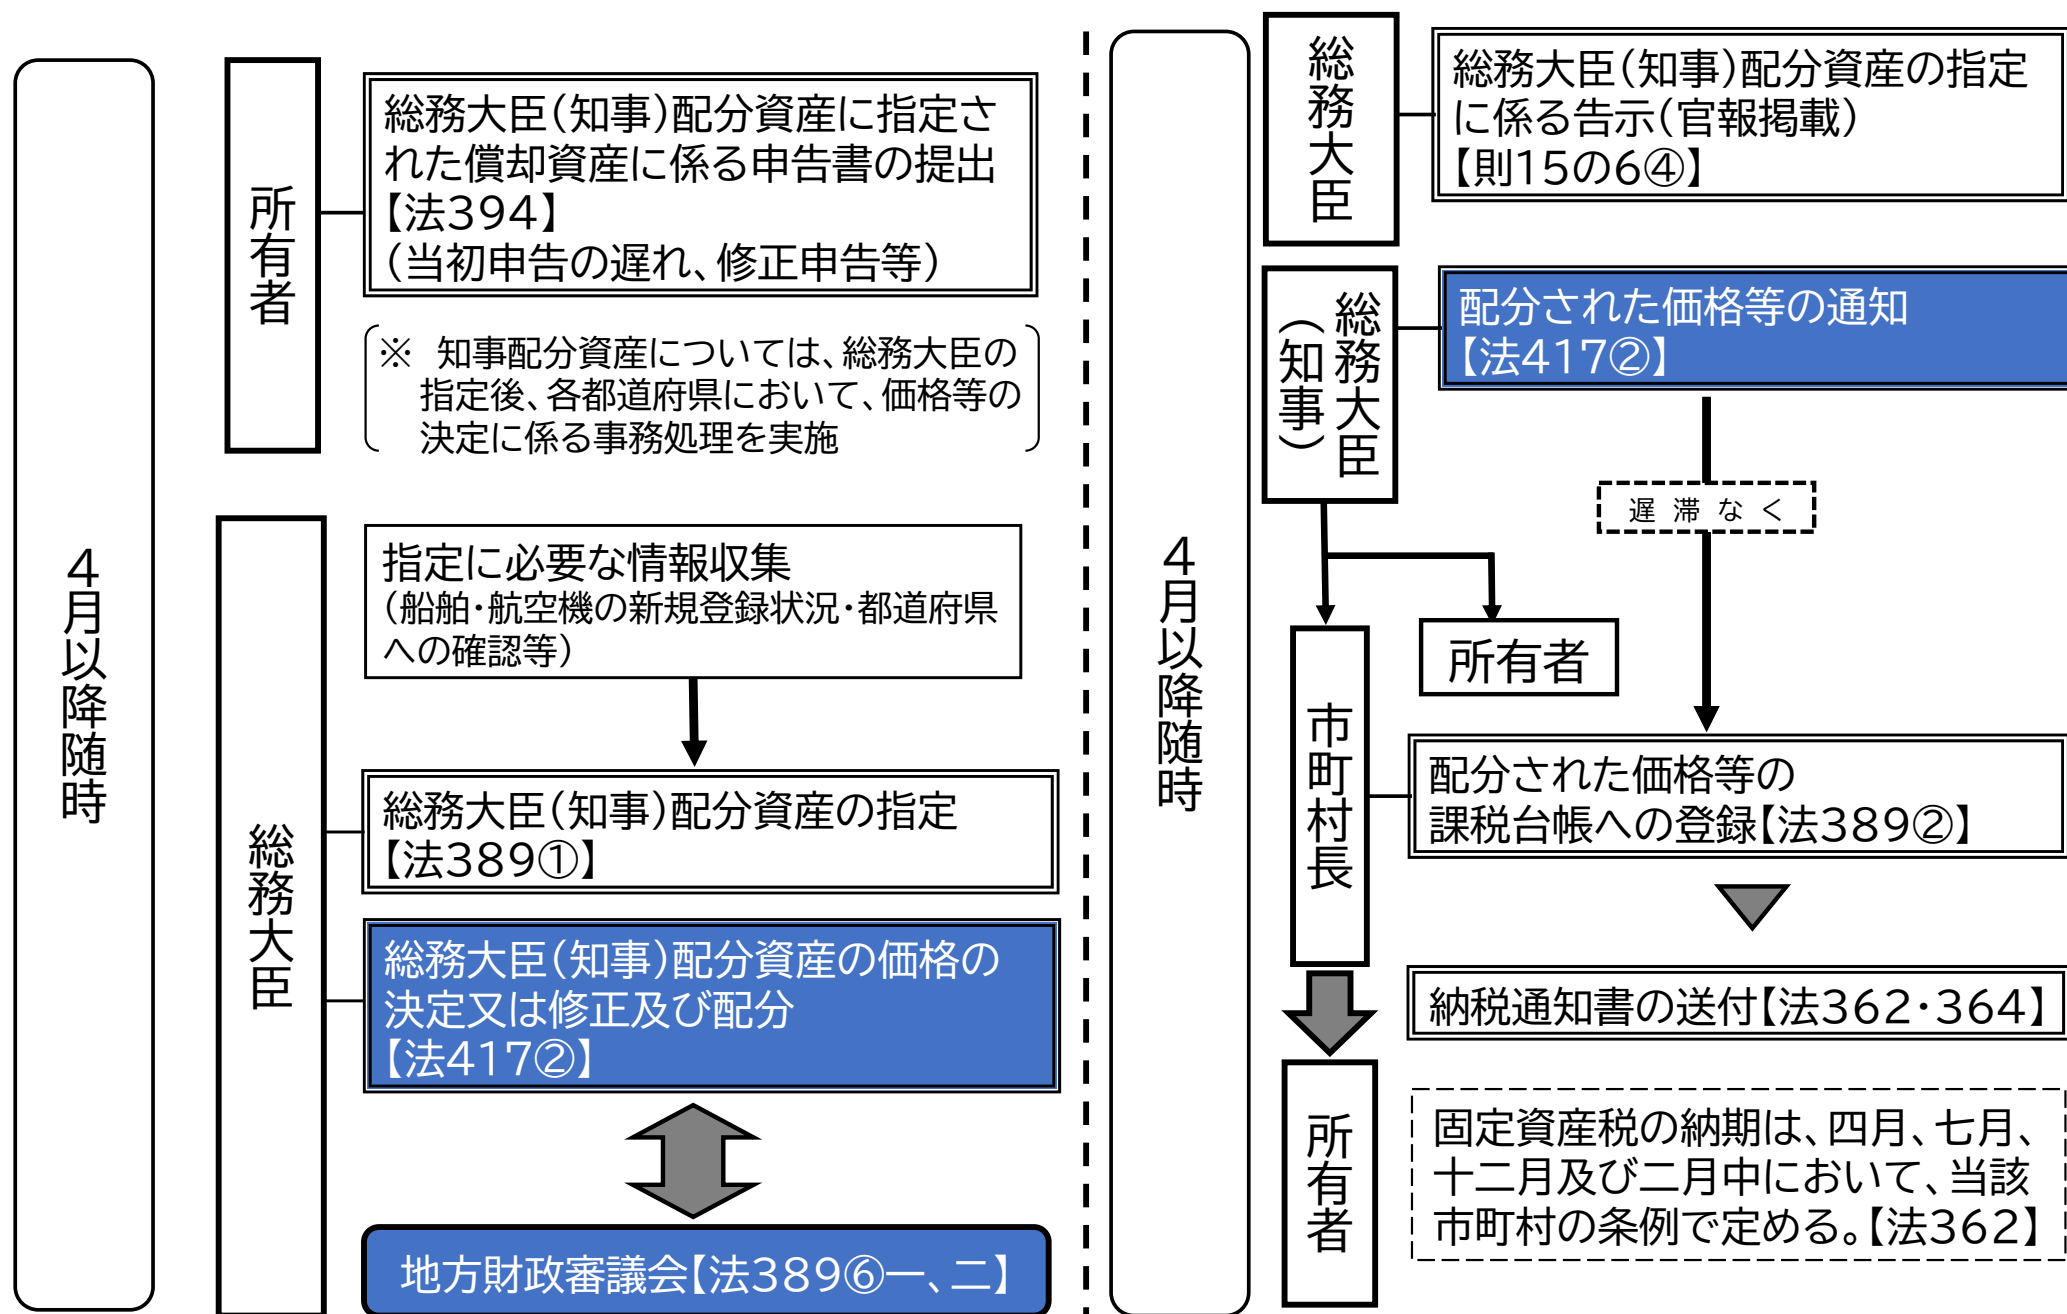 ４月以降随時
所有者
総務大臣（知事）配分資産に指定さ
れた償却資産に係る申告書の提出
【法394】
（当初申告の遅れ、修正申告等）
※　知事配分資産については、総務大臣の
指定後、各都道府県において、価格等の
決定に係る事務処理を実施
総務大臣
指定に必要な情報収集
（船舶・航空機の新規登録状況・都道府県
への確認等）
総務大臣（知事）配分資産の指定
【法389①】
総務大臣（知事）配分資産の価格の
決定又は修正及び配分
【法417②】
地方財政審議会【法389⑥一、二】
４月以降随時
総務大臣
総務大臣（知事）配分資産の指定
に係る告示（官報掲載）
【則15の6④】
総務大臣
（知事）
配分された価格等の通知
【法417②】
遅滞なく
所有者
市町村長
配分された価格等の
課税台帳への登録【法389②】
納税通知書の送付【法362・364】
所有者
固定資産税の納期は、四月、七月、
十二月及び二月中において、当該
市町村の条例で定める。【法362】